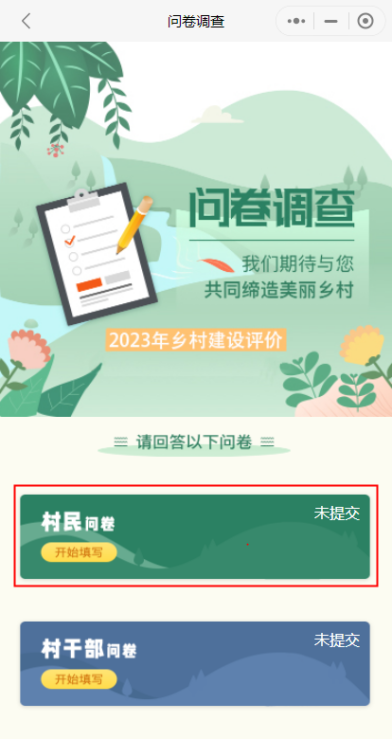 问卷调查
问卷调查
我们期待与您
共同缔造美丽乡村
2023年乡村建设评价
请回答以下问卷
村民问卷
未提交
开始填写
村干部问卷
未提交
开始填写